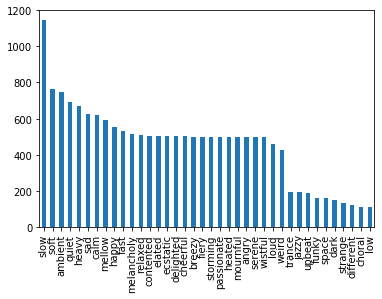 1200
1000
800
600
400
200
0
slow
soft
ambient
quiet
heavy
sad
calm
mellow
happy
fast
melancholy
relaxed
contented
elated
ecstatic
delighted
cheerful
breezy
fiery
storming
passionate
heated
mournful
angry
serene
wistful
loud
weird
trance
jazzy
upbeat
funky
space
dark
strange
different
choral
low